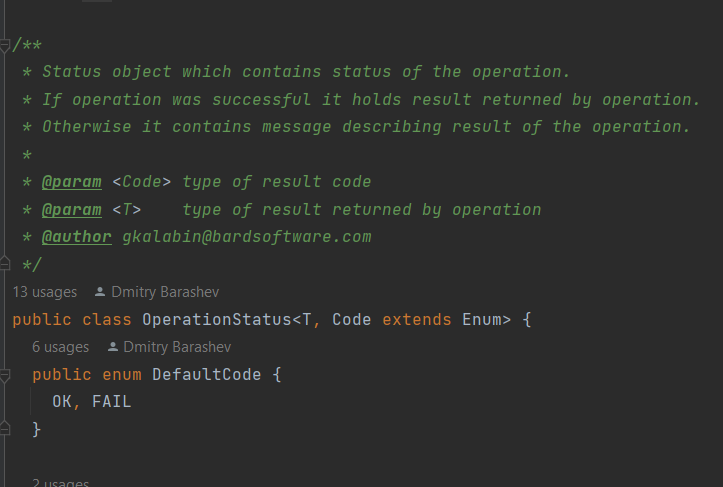 /**
 * Status object which contains status of the operation.
 * If operation was successful it holds result returned by operation.
 * Otherwise it contains message describing result of the operation.
 *
 * @param <Code> type of result code
 * @param <T>    type of result returned by operation
 * @author gkalabin@bardsoftware.com
 */
13 usages Dmitry Barashev
public class OperationStatus<T, Code extends Enum> {
6 usages Dmitry Barashev
public enum DefaultCode {
OK, FAIL
}
2 usages